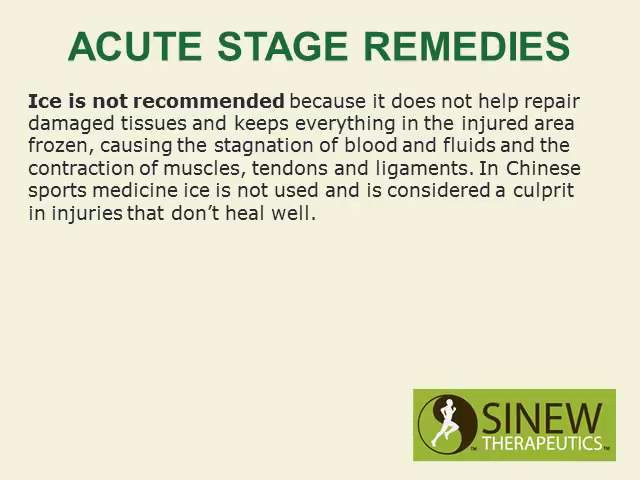 ACUTE STAGE REMEDIES
Ice is not recommended because it does not help repair
damaged tissues and keeps everything in the injured area
frozen, causing the stagnation of blood and fluids and the
contraction of muscles, tendons and ligaments. In Chinese
sports medicine ice is not used and is considered a culprit
in injuries that don’t heal well.
SINEW
THERAPEUTICS™
™